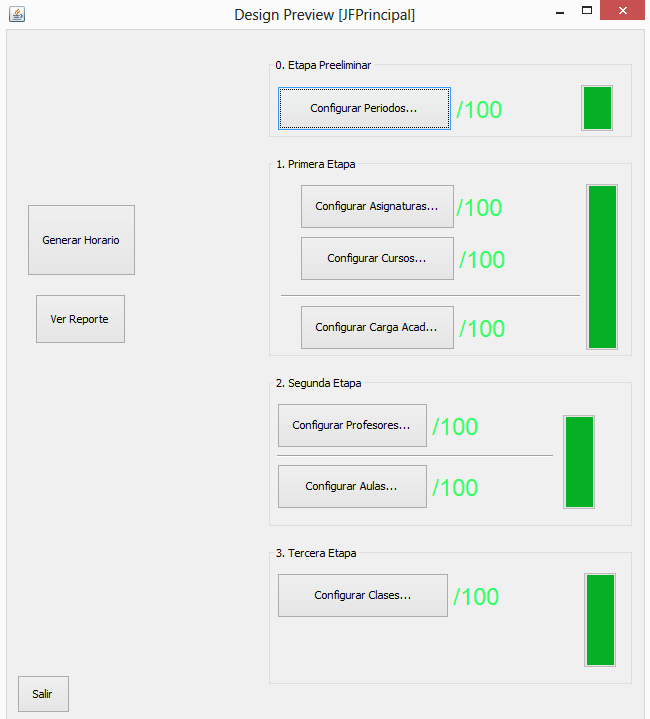 Design Preview [JFPrincipal]
0. Etapa Preeliminar
Configurar Periodos... /100
1. Primera Etapa
Configurar Asignaturas... /100
Generar Horario
Configurar Cursos... /100
Ver Reporte
Configurar Carga Acad... /100
2. Segunda Etapa
Configurar Profesores... /100
Configurar Aulas... /100
3. Tercera Etapa
Configurar Clases... /100
Salir